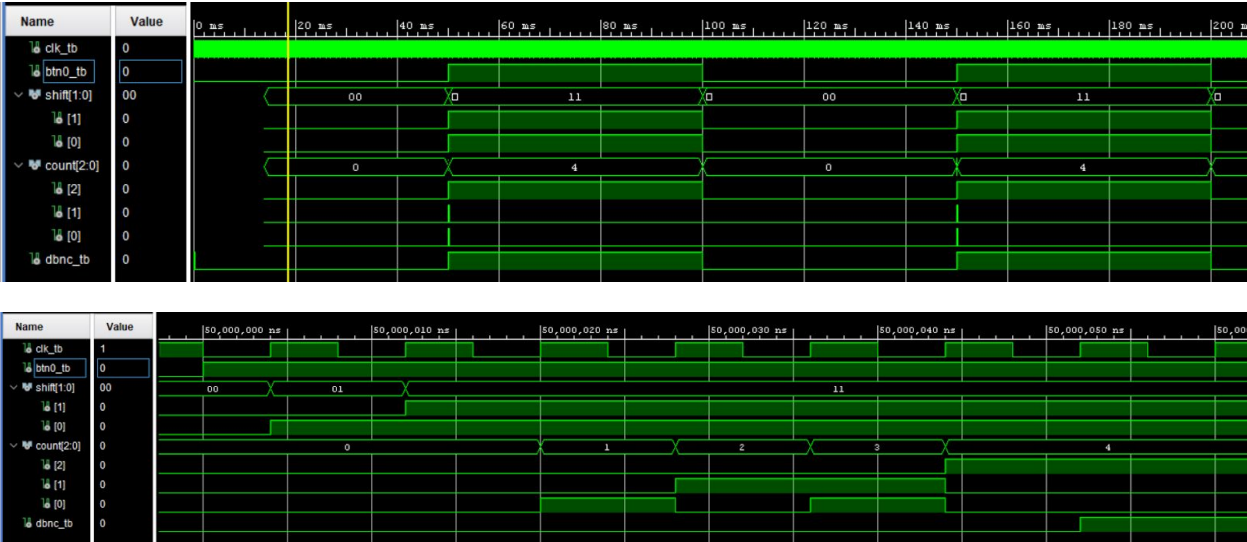 Name Value 0 ms 20 ms 40 ms 60 ms 80 ms 100 ms 120 ms 140 ms 160 ms 180 ms 200 m
clk_tb 0
btn0_tb 0
shift[1:0] 00 00 11 00 11
[1] 0
[0] 0
count[2:0] 0 0 4 0 4
[2] 0
[1] 0
[0] 0
dbnc_tb 0
Name Value 50,000,000 ns 50,000,010 ns 50,000,020 ns 50,000,030 ns 50,000,040 ns 50,000,050 ns 50,00
clk_tb 1
btn0_tb 0
shift[1:0] 00 00 01 11
[1] 0
[0] 0
count[2:0] 0 0 1 2 3 4
[2] 0
[1] 0
[0] 0
dbnc_tb 0